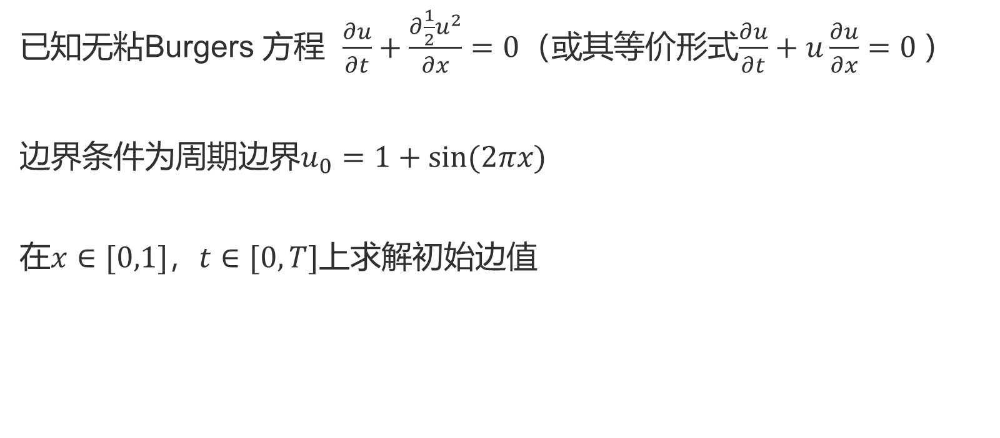 已知无粘Burgers 方程 $\frac{\partial u}{\partial t} + \frac{\partial \frac{1}{2} u^2}{\partial x} = 0$（或其等价形式$\frac{\partial u}{\partial t} + u \frac{\partial u}{\partial x} = 0$ ）
边界条件为周期边界$u_0 = 1 + \sin(2\pi x)$
在$x \in [0,1]$，$t \in [0, T]$上求解初始边值